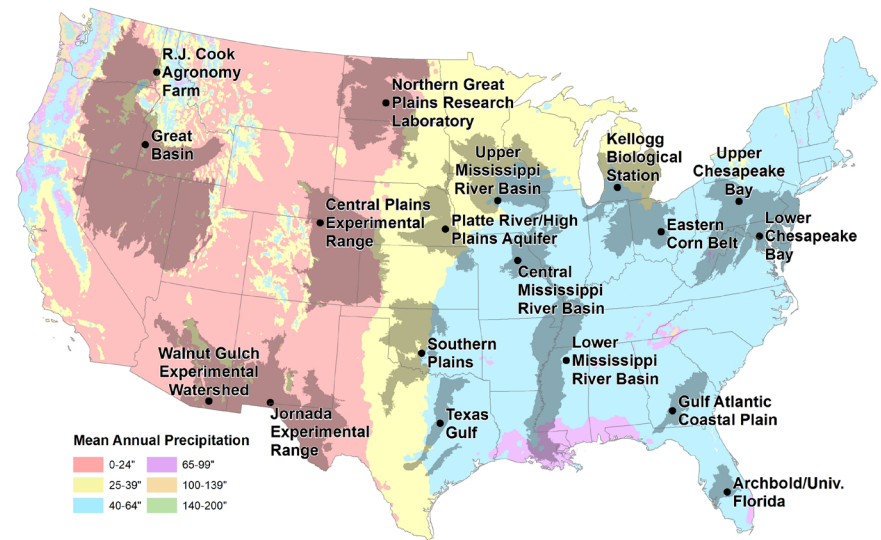 R.J. Cook
Agronomy
Farm
Northern Great
Plains Research
Laboratory
Great
Basin
Upper
Mississippi
River Basin
Kellogg
Biological
Station
Upper
Chesapeake
Bay
Central Plains
Experimental
Range
Platte River/High
Plains Aquifer
Eastern
Corn Belt
Lower
Chesapeake
Bay
Central
Mississippi
River Basin
Walnut Gulch
Experimental
Watershed
Southern
Plains
Lower
Mississippi
River Basin
Jornada
Experimental
Range
Texas
Gulf
Gulf Atlantic
Coastal Plain
Archbold/Univ.
Florida
Mean Annual Precipitation
0-24" 65-99"
25-39" 100-139"
40-64" 140-200"